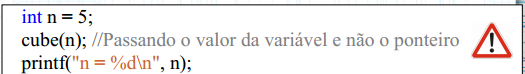 int n = 5;
cube(n); //Passando o valor da variável e não o ponteiro
printf("n = %d\n", n);